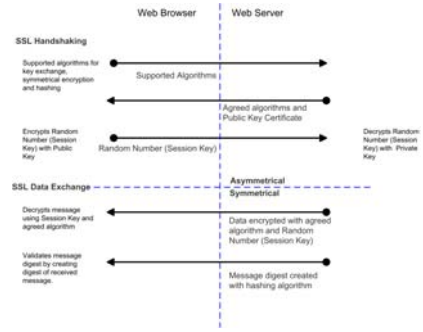 Web Browser
Web Server
SSL Handshaking
Supported algorithms for
key exchange,
symmetrical encryption
and hashing
Supported Algorithms
Agreed algorithms and
Public Key Certificate
Encrypts Random
Number (Session
Key) with Public
Key
Random Number (Session Key)
Decrypts Random
Number (Session
Key) with Private
Key
Asymmetrical
SSL Data Exchange
Symmetrical
Decrypts message
using Session Key and
agreed algorithm
Data encrypted with agreed
algorithm and Random
Number (Session Key)
Validates message
digest by creating
digest of received
message.
Message digest created
with hashing algorithm